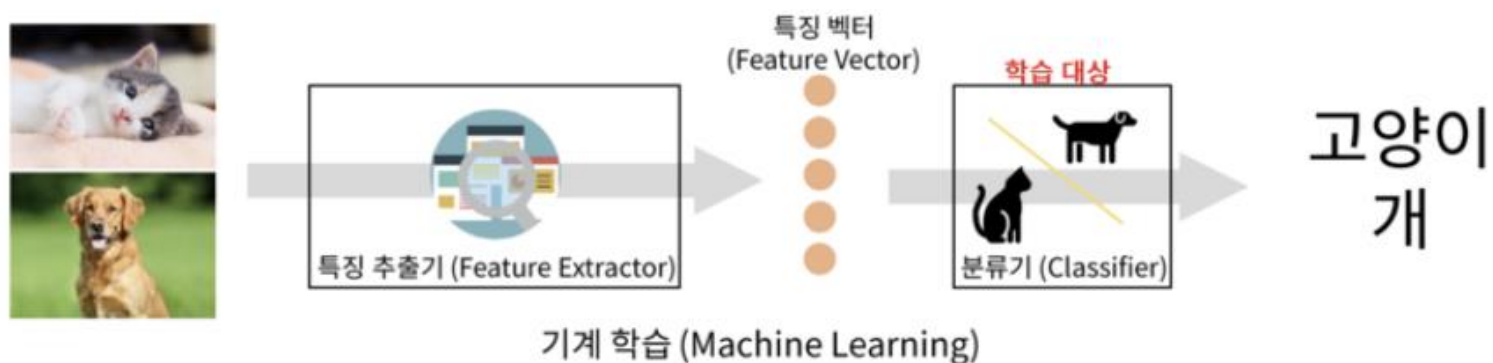 특징 벡터
(Feature Vector)
학습 대상
특징 추출기 (Feature Extractor)
분류기 (Classifier)
고양이
개
기계 학습 (Machine Learning)